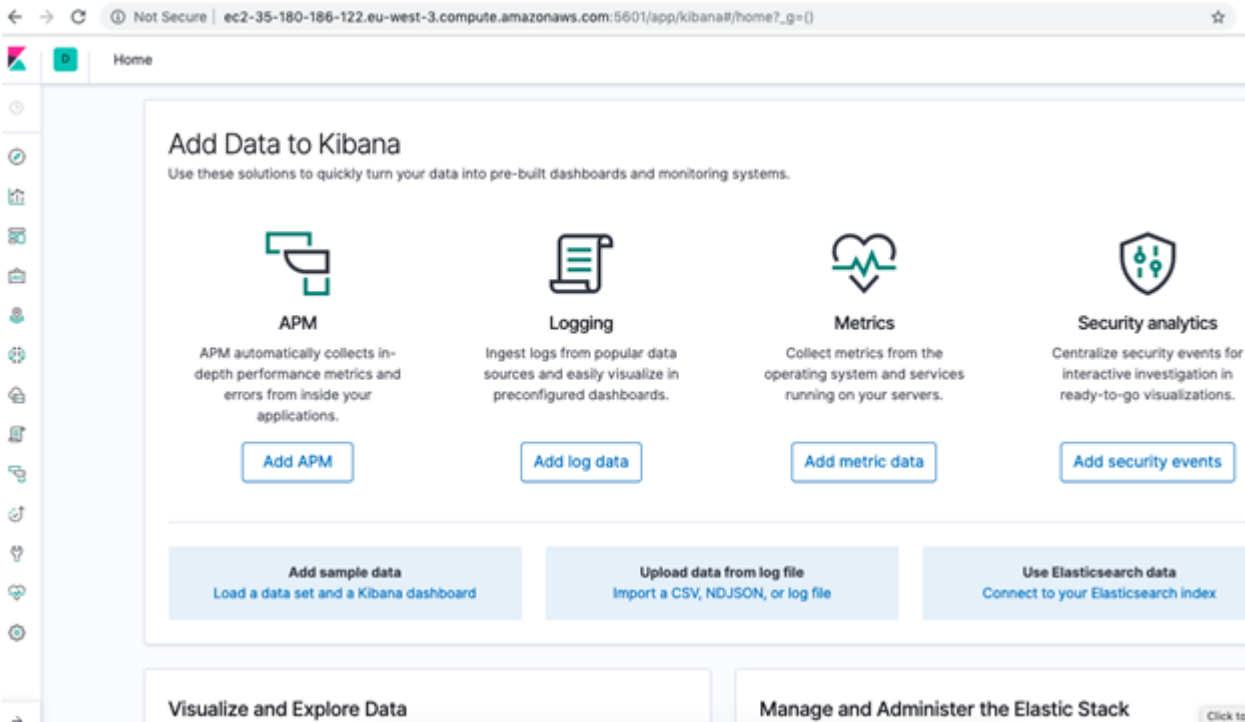 Not Secure | ec2-35-180-186-122.eu-west-3.compute.amazonaws.com:5601/app/kibana#/home?_g=()
D Home
Add Data to Kibana
Use these solutions to quickly turn your data into pre-built dashboards and monitoring systems.
APM
APM automatically collects in-
depth performance metrics and
errors from inside your
applications.
Add APM
Logging
Ingest logs from popular data
sources and easily visualize in
preconfigured dashboards.
Add log data
Metrics
Collect metrics from the
operating system and services
running on your servers.
Add metric data
Security analytics
Centralize security events for
interactive investigation in
ready-to-go visualizations.
Add security events
Add sample data
Load a data set and a Kibana dashboard
Upload data from log file
Import a CSV, NDJSON, or log file
Use Elasticsearch data
Connect to your Elasticsearch index
Visualize and Explore Data
Manage and Administer the Elastic Stack
Click to